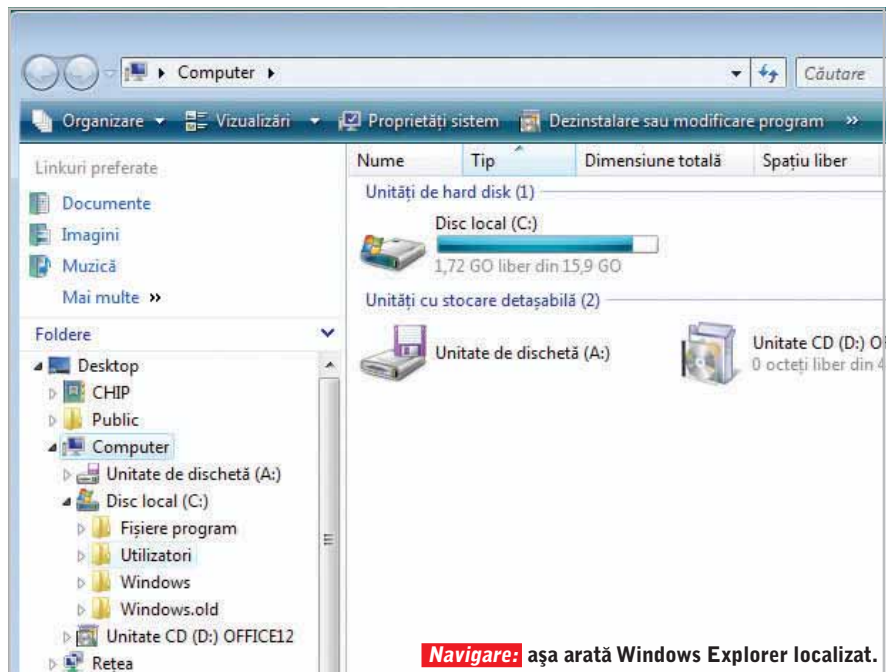 Computer
Căutare
Organizare Vizualizări Proprietăți sistem Dezinstalare sau modificare program »
Linkuri preferate
Documente
Imagini
Muzică
Mai multe »
Foldere
Desktop
CHIP
Public
Computer
Unitate de dischetă (A:)
Disc local (C:)
Fișiere program
Utilizatori
Windows
Windows.old
Unitate CD (D:) OFFICE12
Rețea
Nume Tip Dimensiune totală Spațiu liber
Unități de hard disk (1)
Disc local (C:)
1,72 GO liber din 15,9 GO
Unități cu stocare detașabilă (2)
Unitate de dischetă (A:)
Unitate CD (D:) O
0 octeți liber din 4
Navigare: aşa arată Windows Explorer localizat.